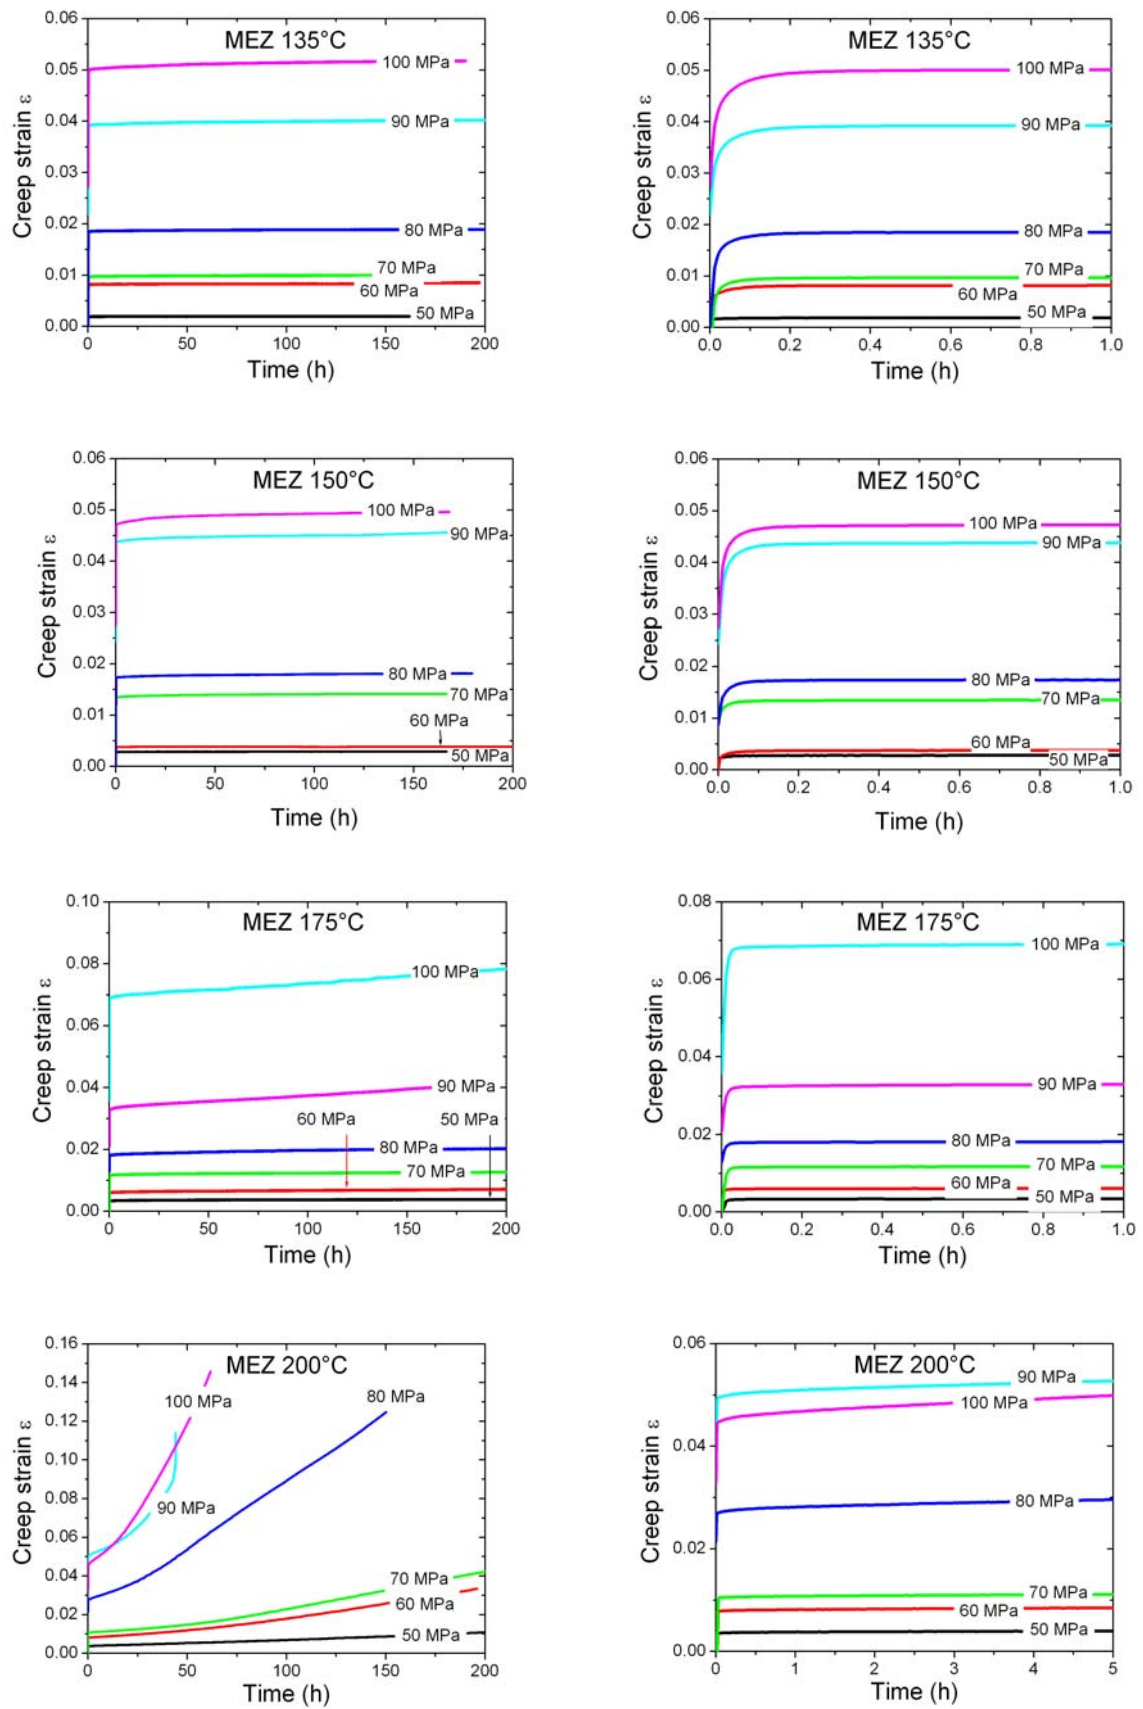 MEZ 135°C
Creep strain ε
0.06
0.05
0.04
0.03
0.02
0.01
0.00
100 MPa
90 MPa
80 MPa
70 MPa
60 MPa
50 MPa
0 50 100 150 200
Time (h)
MEZ 135°C
Creep strain ε
0.06
0.05
0.04
0.03
0.02
0.01
0.00
100 MPa
90 MPa
80 MPa
70 MPa
60 MPa
50 MPa
0.0 0.2 0.4 0.6 0.8 1.0
Time (h)
MEZ 150°C
Creep strain ε
0.06
0.05
0.04
0.03
0.02
0.01
0.00
100 MPa
90 MPa
80 MPa
70 MPa
60 MPa
50 MPa
0 50 100 150 200
Time (h)
MEZ 150°C
Creep strain ε
0.06
0.05
0.04
0.03
0.02
0.01
0.00
100 MPa
90 MPa
80 MPa
70 MPa
60 MPa
50 MPa
0.0 0.2 0.4 0.6 0.8 1.0
Time (h)
MEZ 175°C
Creep strain ε
0.10
0.08
0.06
0.04
0.02
0.00
100 MPa
90 MPa
60 MPa 50 MPa
80 MPa
70 MPa
0 50 100 150 200
Time (h)
MEZ 175°C
Creep strain ε
0.08
0.06
0.04
0.02
0.00
100 MPa
90 MPa
80 MPa
70 MPa
60 MPa
50 MPa
0.0 0.2 0.4 0.6 0.8 1.0
Time (h)
MEZ 200°C
Creep strain ε
0.16
0.14
0.12
0.10
0.08
0.06
0.04
0.02
0.00
80 MPa
100 MPa
90 MPa
70 MPa
60 MPa
50 MPa
0 50 100 150 200
Time (h)
MEZ 200°C
Creep strain ε
0.06
0.04
0.02
0.00
90 MPa
100 MPa
80 MPa
70 MPa
60 MPa
50 MPa
0 1 2 3 4 5
Time (h)